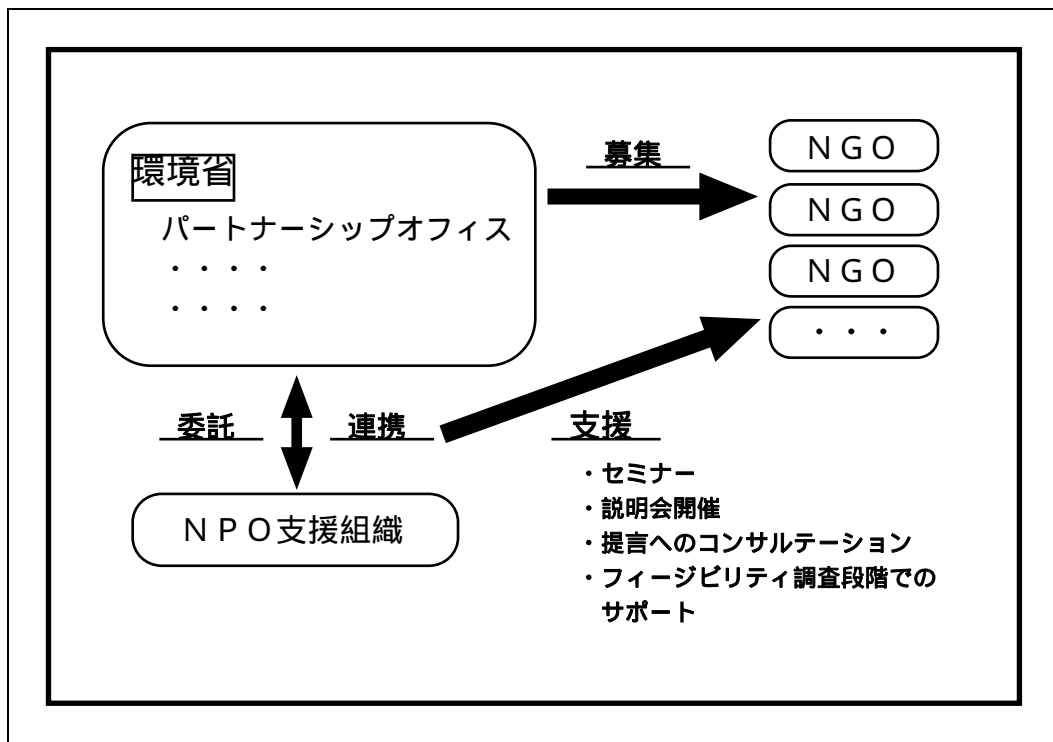 環境省
パートナーシップオフィス
・・・・
・・・・
募集
ＮＧＯ
ＮＧＯ
ＮＧＯ
・・・
委託
連携
支援
・セミナー
・説明会開催
・提言へのコンサルテーション
・フィージビリティ調査段階での
サポート
ＮＰＯ支援組織